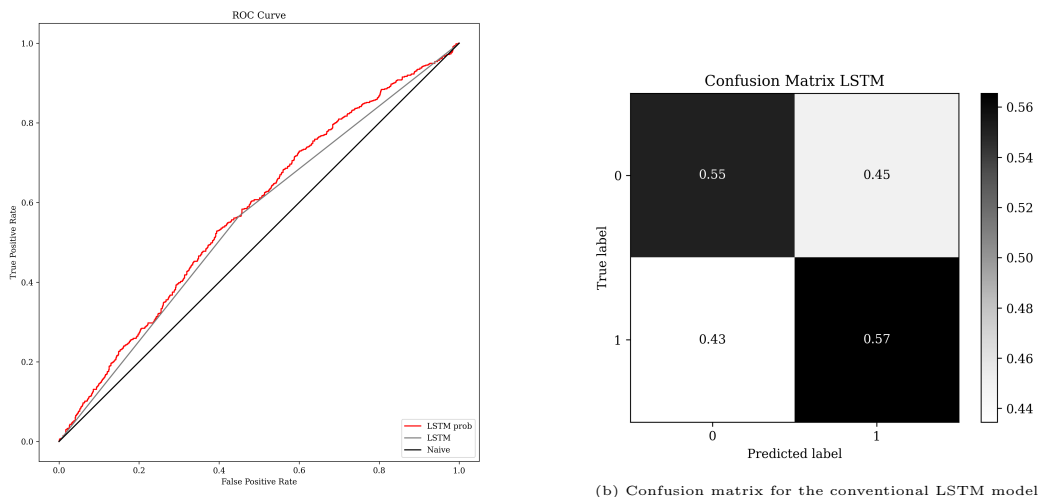 ROC Curve
1.0
0.8
0.6
0.4
0.2
0.0
True Positive Rate
0.0 0.2 0.4 0.6 0.8 1.0
False Positive Rate
LSTM prob
LSTM
Naive
Confusion Matrix LSTM
0
1
True label
0.55 0.45
0.43 0.57
0 1
Predicted label
0.56
0.54
0.52
0.50
0.48
0.46
0.44
(b) Confusion matrix for the conventional LSTM model